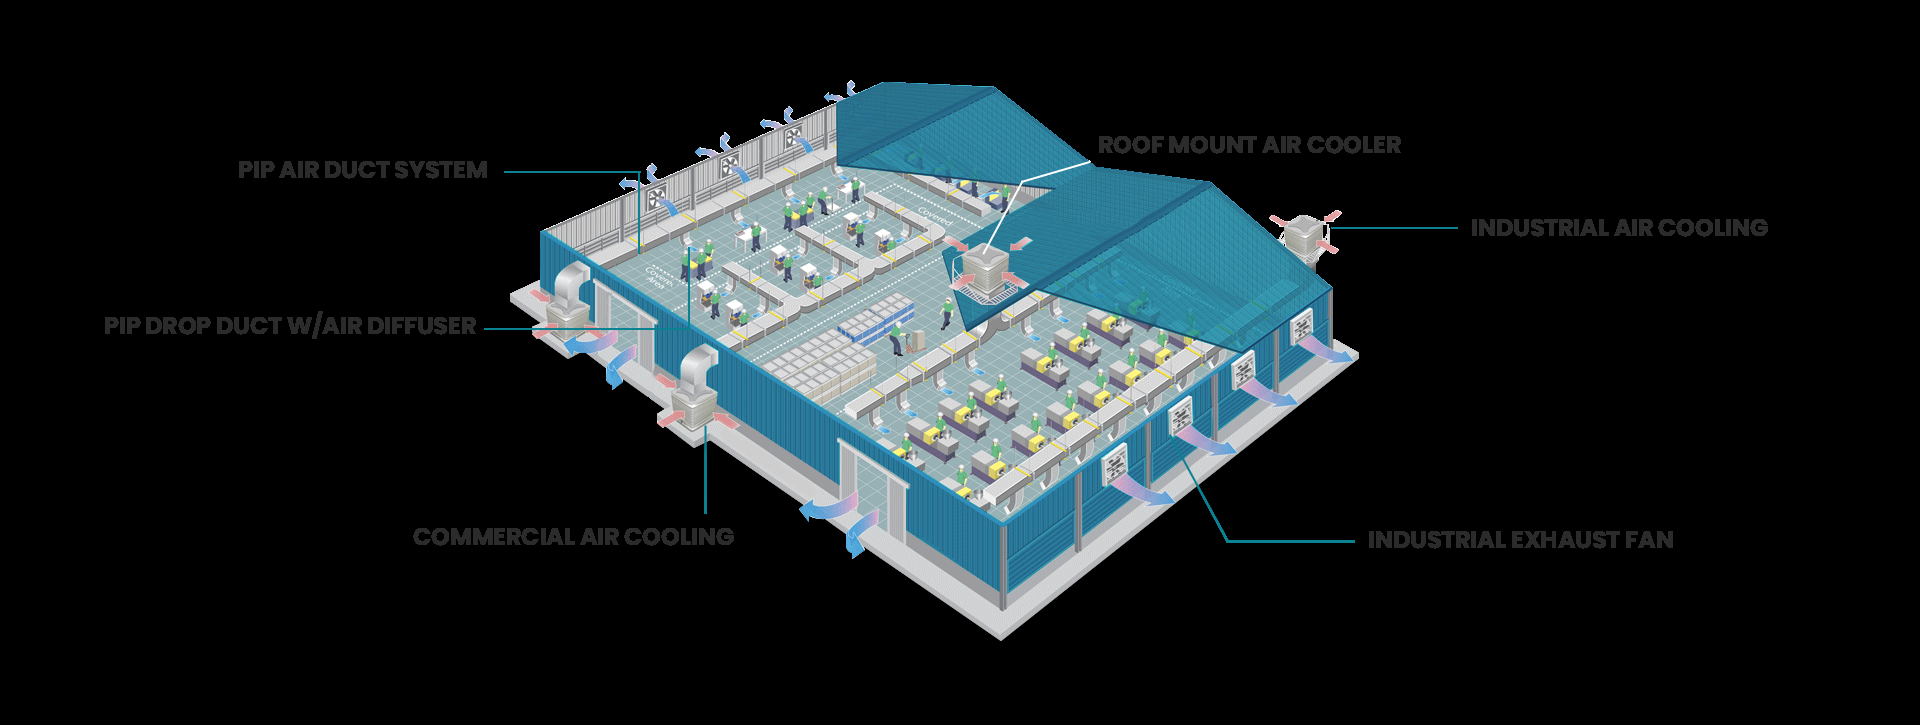 ROOF MOUNT AIR COOLER
PIP AIR DUCT SYSTEM
Covered
INDUSTRIAL AIR COOLING
Covered
Area
PIP DROP DUCT W/AIR DIFFUSER
COMMERCIAL AIR COOLING
INDUSTRIAL EXHAUST FAN